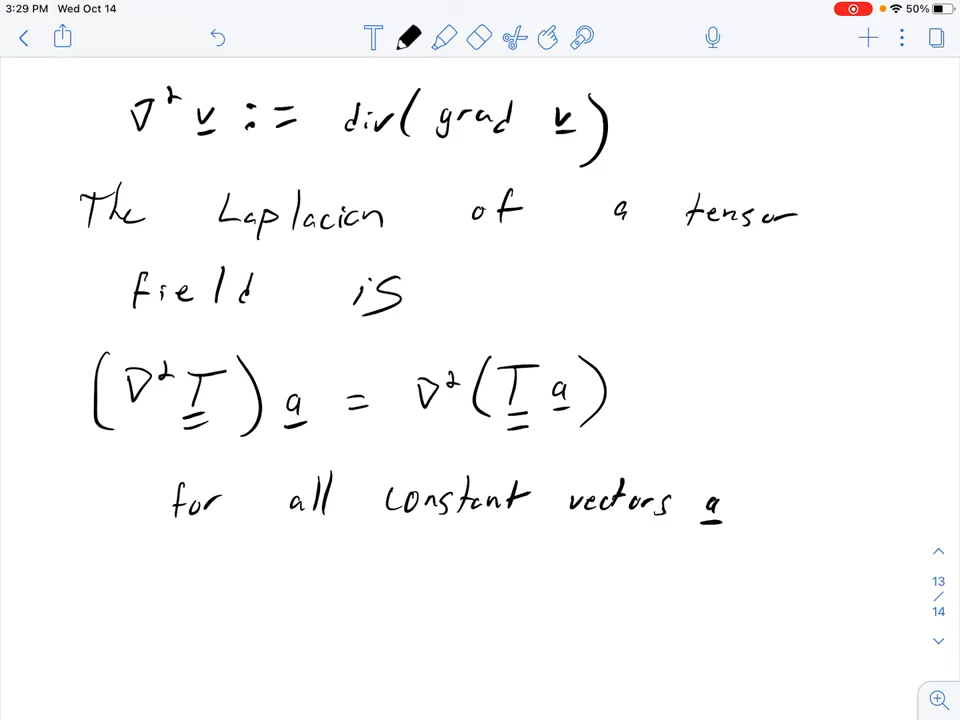 3:29 PM Wed Oct 14 50%
∇² v := div( grad v )
The Laplacian of a tensor
field is
(∇² T) a = ∇² (T a)
for all constant vectors a
13
/
14